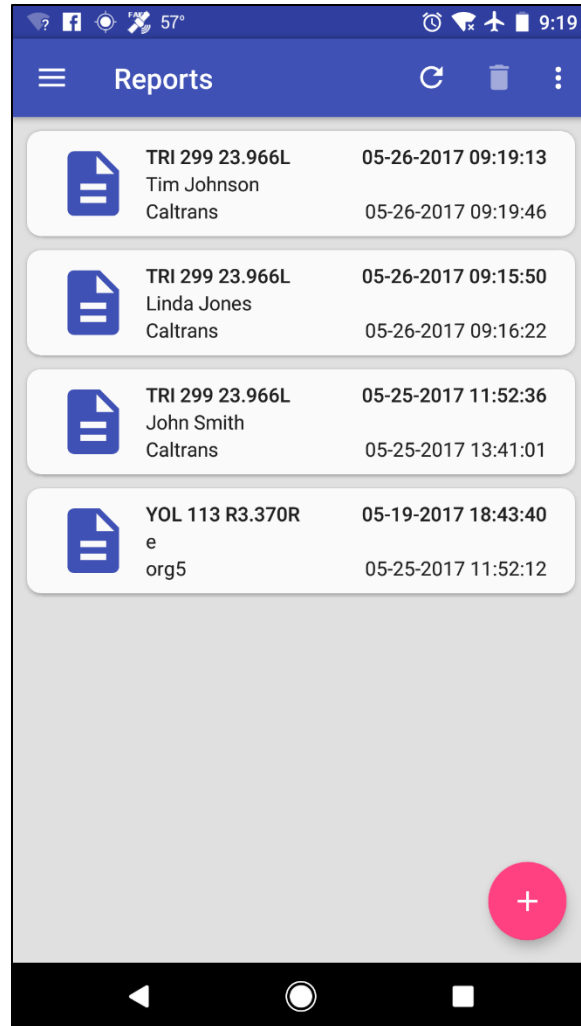 ? f FAKE 57° 9:19
Reports
TRI 299 23.966L 05-26-2017 09:19:13
Tim Johnson
Caltrans 05-26-2017 09:19:46
TRI 299 23.966L 05-26-2017 09:15:50
Linda Jones
Caltrans 05-26-2017 09:16:22
TRI 299 23.966L 05-25-2017 11:52:36
John Smith
Caltrans 05-25-2017 13:41:01
YOL 113 R3.370R 05-19-2017 18:43:40
e
org5 05-25-2017 11:52:12